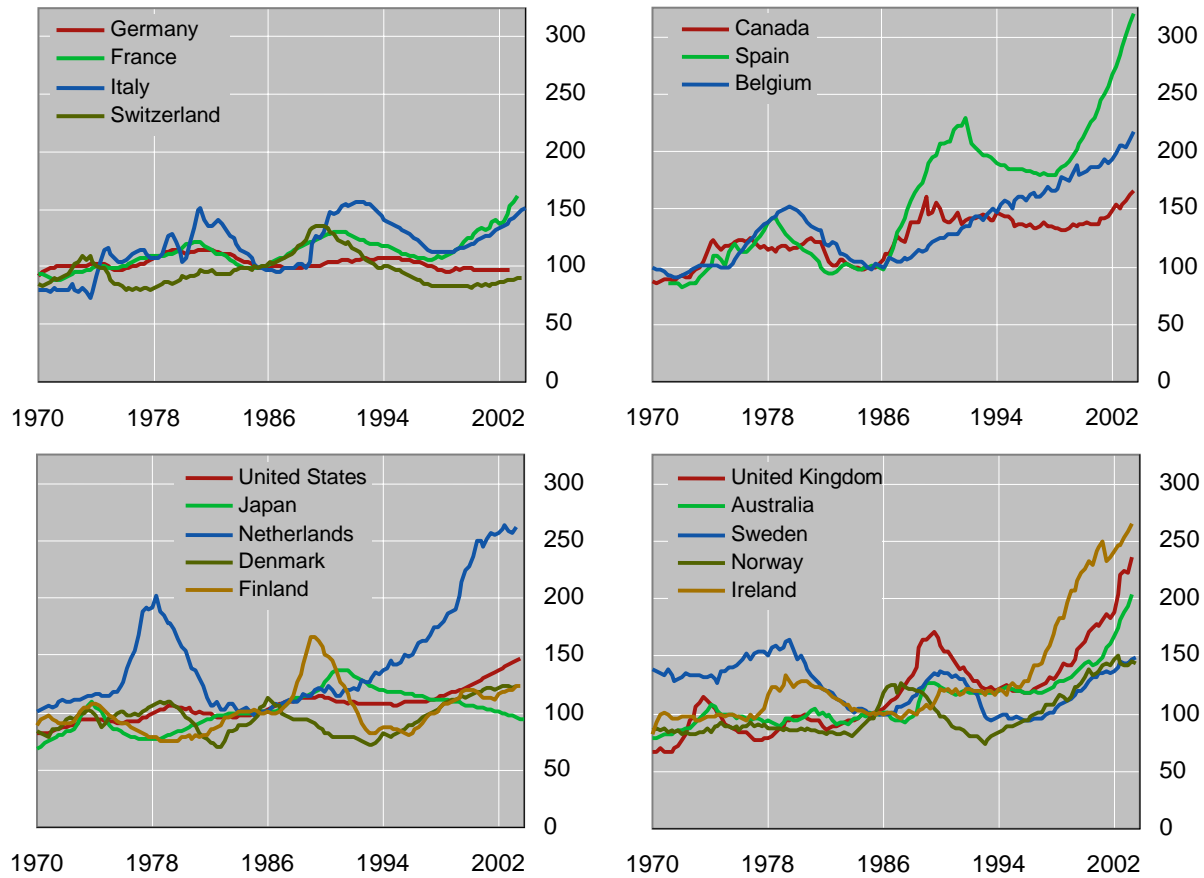 Germany
France
Italy
Switzerland
300
250
200
150
100
50
0
1970 1978 1986 1994 2002
Canada
Spain
Belgium
300
250
200
150
100
50
0
1970 1978 1986 1994 2002
United States
Japan
Netherlands
Denmark
Finland
300
250
200
150
100
50
0
1970 1978 1986 1994 2002
United Kingdom
Australia
Sweden
Norway
Ireland
300
250
200
150
100
50
0
1970 1978 1986 1994 2002